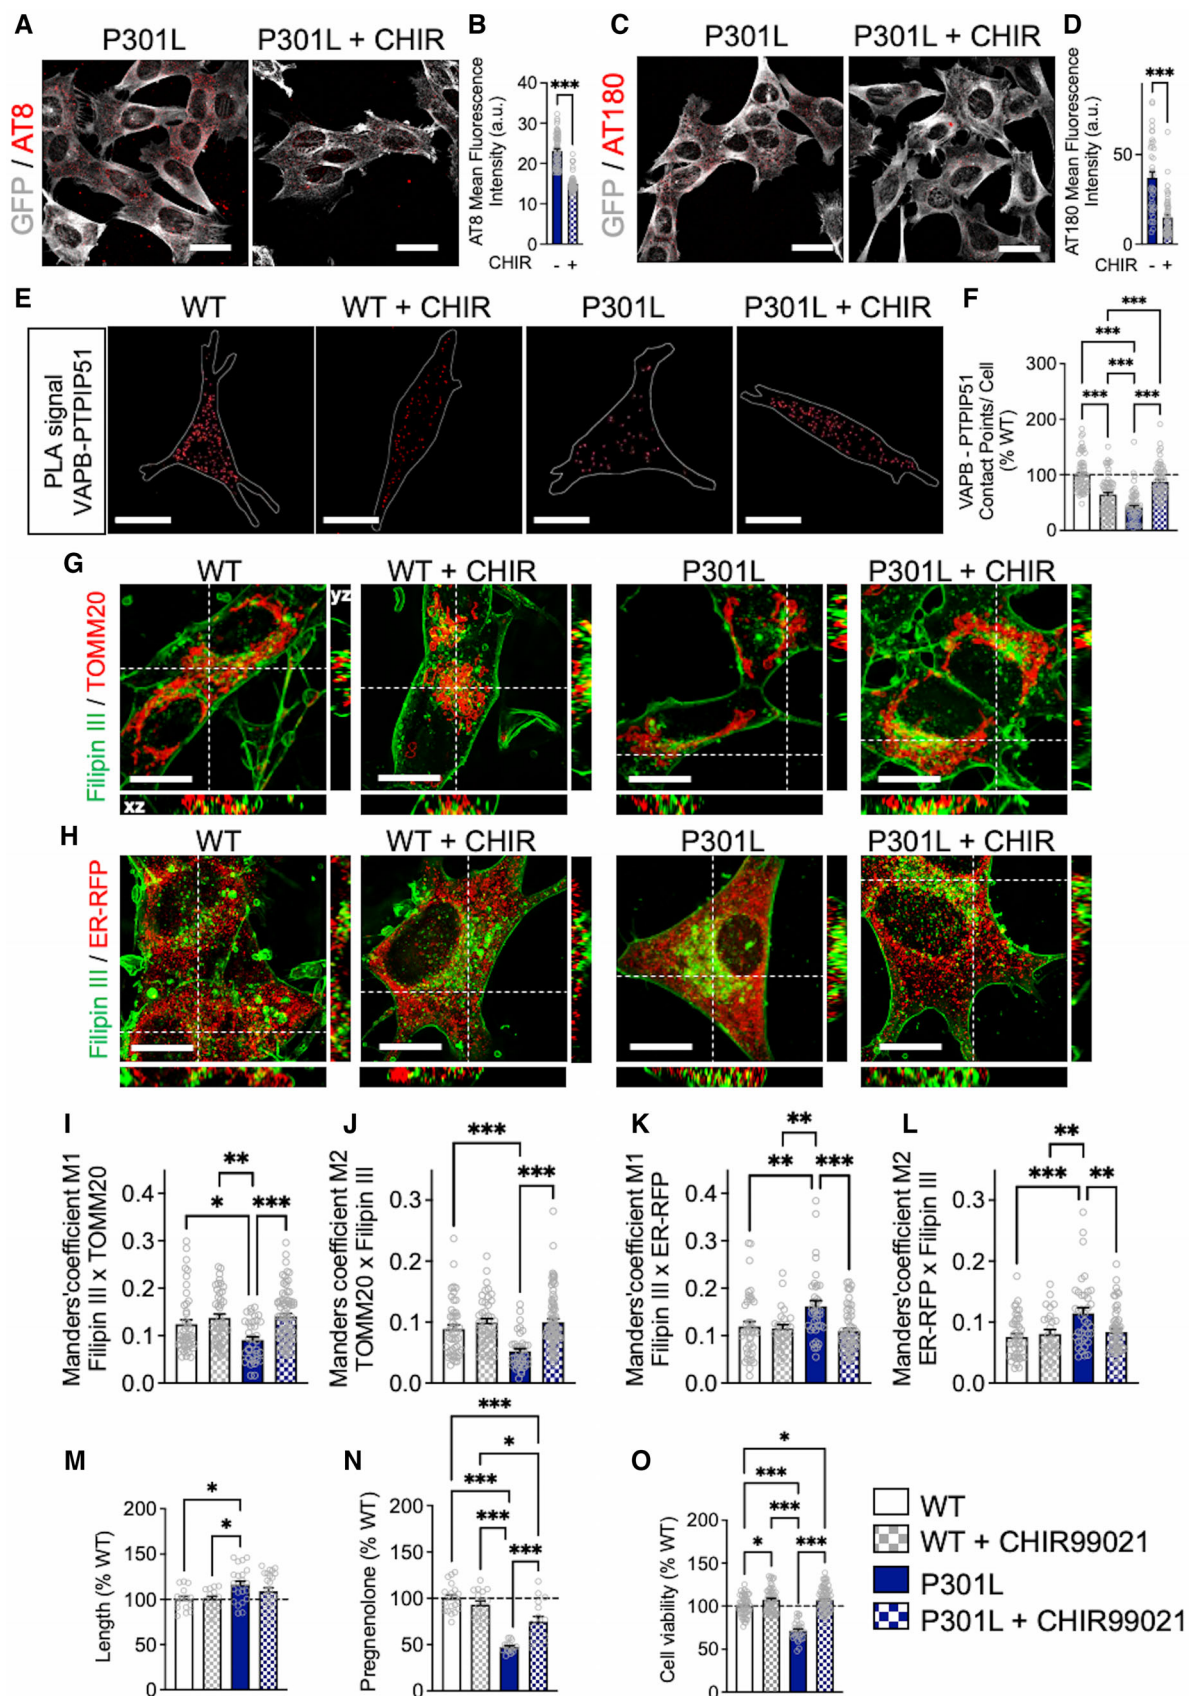 A
P301L
P301L + CHIR
GFP / AT8
B
***
AT8 Mean Fluorescence
Intensity (a.u.)
40
30
20
10
0
CHIR
- +
C
P301L
P301L + CHIR
GFP / AT180
D
***
AT180 Mean Fluorescence
Intensity (a.u.)
50
0
CHIR
- +
E
WT
WT + CHIR
P301L
P301L + CHIR
PLA signal
VAPB-PTPIP51
F
***
***
***
***
***
VAPB - PTPIP51
Contact Points/ Cell
(% WT)
300
200
100
0
G
WT
WT + CHIR
P301L
P301L + CHIR
Filipin III / TOMM20
yz
xz
H
WT
WT + CHIR
P301L
P301L + CHIR
Filipin III / ER-RFP
I
**
*
***
Manders'coefficient M1
Filipin III x TOMM20
0.4
0.3
0.2
0.1
0.0
J
***
***
Manders'coefficient M2
TOMM20 x Filipin III
0.3
0.2
0.1
0.0
K
**
**
***
Manders'coefficient M1
Filipin III x ER-RFP
0.4
0.3
0.2
0.1
0.0
L
**
***
**
Manders'coefficient M2
ER-RFP x Filipin III
0.3
0.2
0.1
0.0
M
*
*
Length (% WT)
200
150
100
50
0
N
***
*
***
***
***
Pregnenolone (% WT)
200
150
100
50
0
O
*
***
***
*
***
Cell viability (% WT)
200
150
100
50
0
WT
WT + CHIR99021
P301L
P301L + CHIR99021